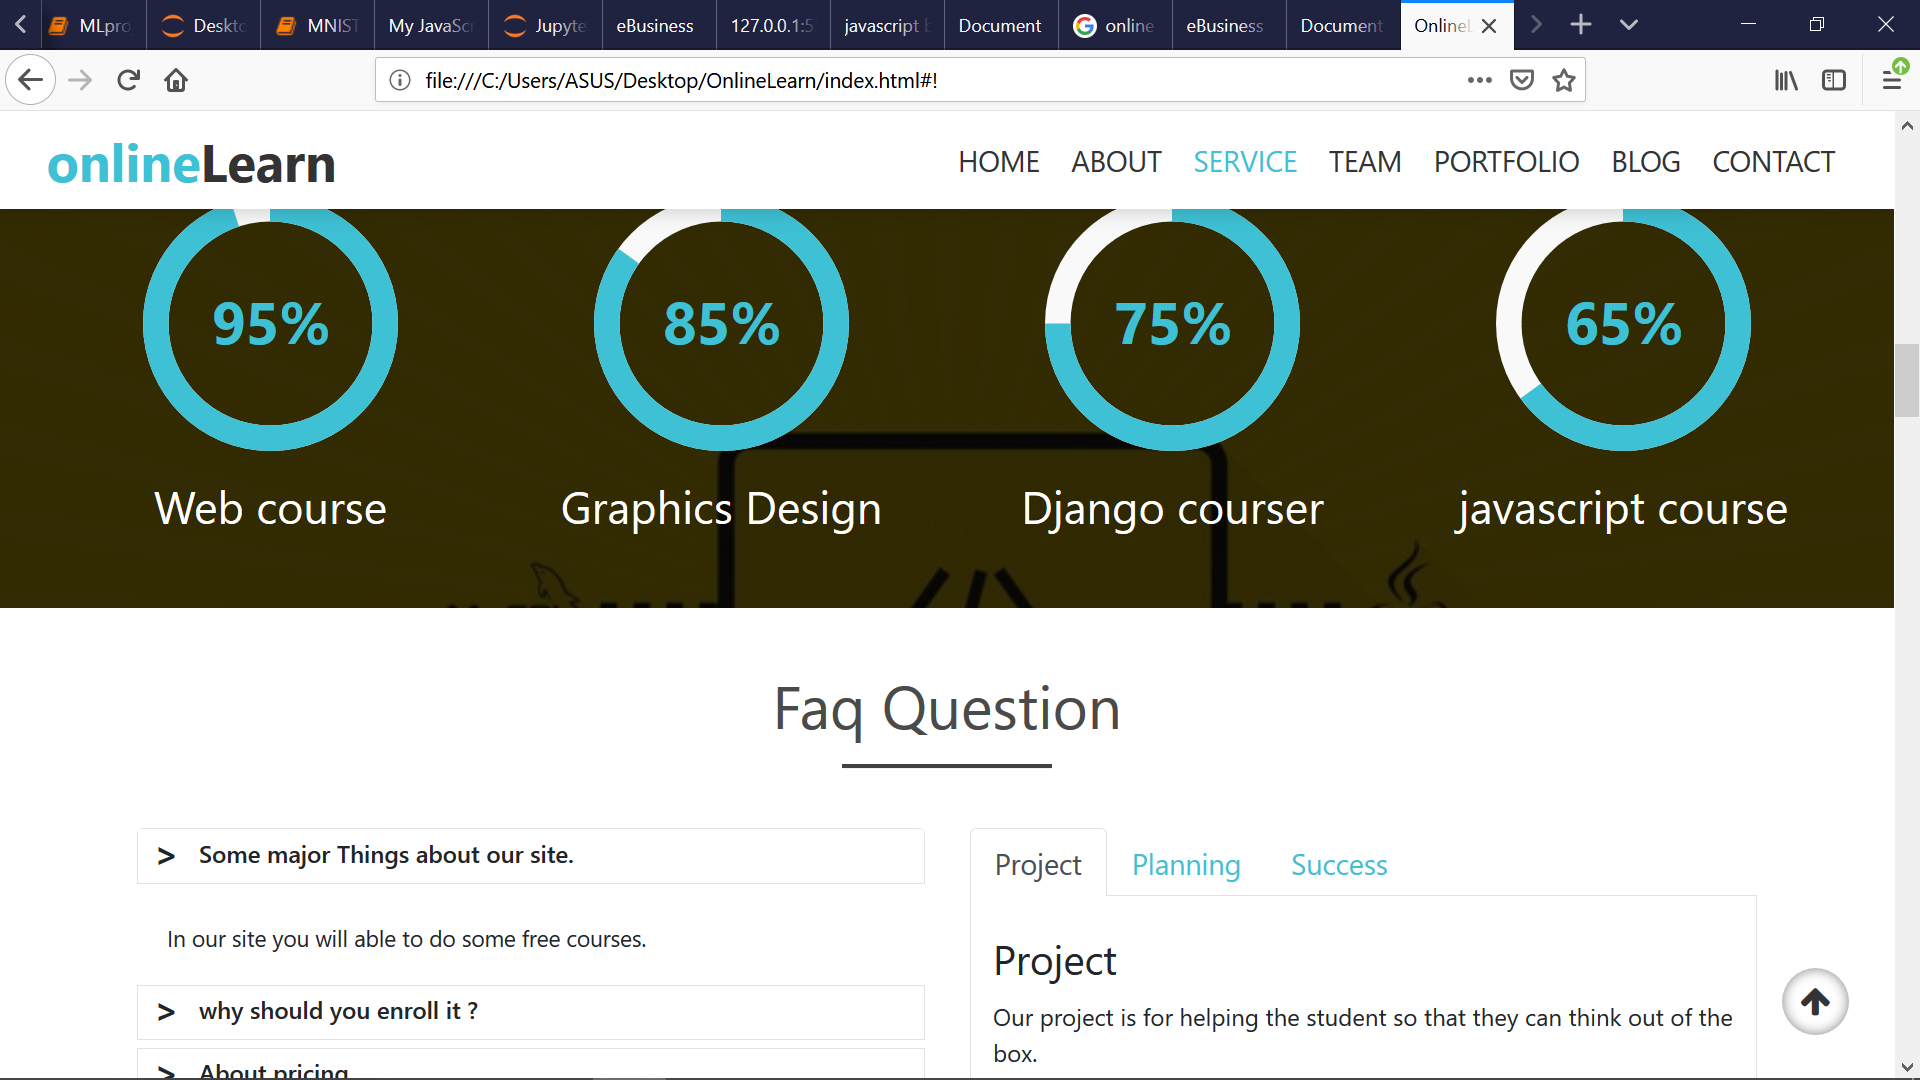 MLpro Deskto MNIST My JavaSc Jupyte eBusiness 127.0.0.1:5 javascript Document online eBusiness Document OnlineL
file:///C:/Users/ASUS/Desktop/OnlineLearn/index.html#!
onlineLearn HOME ABOUT SERVICE TEAM PORTFOLIO BLOG CONTACT
95% 85% 75% 65%
Web course Graphics Design Django courser javascript course
Faq Question
> Some major Things about our site.
In our site you will able to do some free courses.
> why should you enroll it ?
> About pricing
Project Planning Success
Project
Our project is for helping the student so that they can think out of the
box.